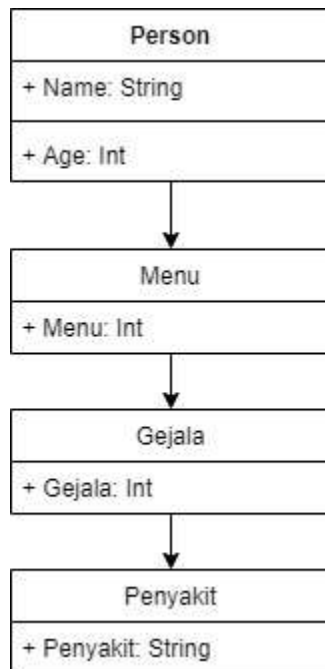 Person
+ Name: String
+ Age: Int
Menu
+ Menu: Int
Gejala
+ Gejala: Int
Penyakit
+ Penyakit: String